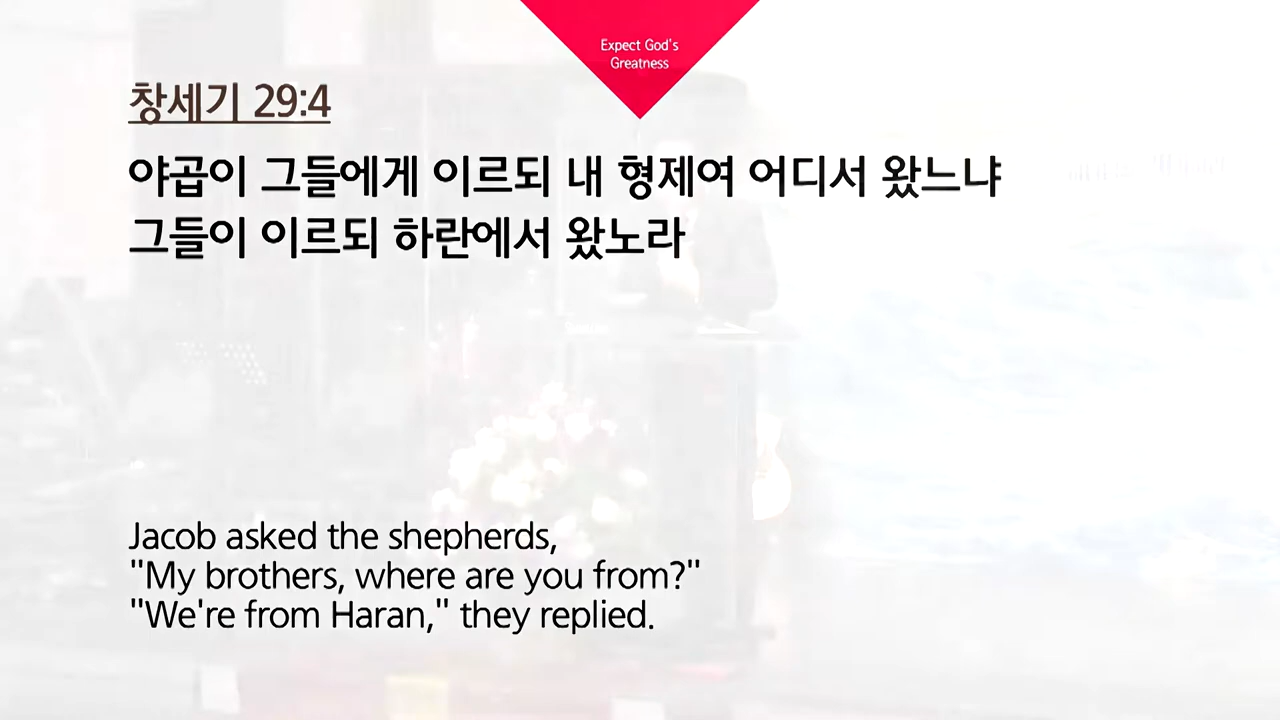 Expect God's
Greatness
창세기 29:4
야곱이 그들에게 이르되 내 형제여 어디서 왔느냐
그들이 이르되 하란에서 왔노라
Jacob asked the shepherds,
"My brothers, where are you from?"
"We're from Haran," they replied.